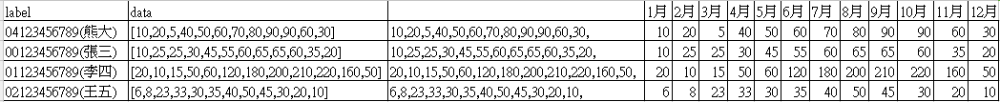 label data 1月 2月 3月 4月 5月 6月 7月 8月 9月 10月 11月 12月
04123456789(熊大) [10,20,5,40,50,60,70,80,90,90,60,30] 10,20,5,40,50,60,70,80,90,90,60,30, 10 20 5 40 50 60 70 80 90 90 60 30
00123456789(張三) [10,25,25,30,45,55,60,65,65,60,35,20] 10,25,25,30,45,55,60,65,65,60,35,20, 10 25 25 30 45 55 60 65 65 60 35 20
01123456789(李四) [20,10,15,50,60,120,180,200,210,220,160,50] 20,10,15,50,60,120,180,200,210,220,160,50, 20 10 15 50 60 120 180 200 210 220 160 50
02123456789(王五) [6,8,23,33,30,35,40,50,45,30,20,10] 6,8,23,33,30,35,40,50,45,30,20,10, 6 8 23 33 30 35 40 50 45 30 20 10